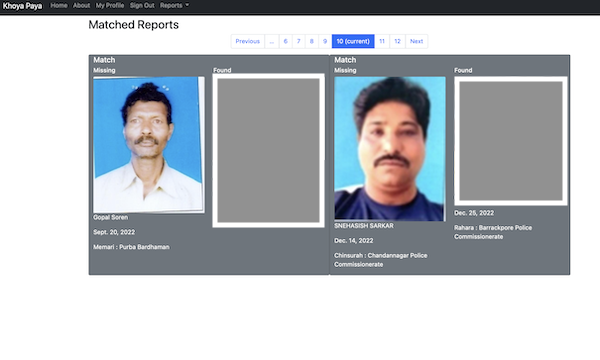 Khoya Paya Home About My Profile Sign Out Reports
Matched Reports
Previous ... 6 7 8 9 10 (current) 11 12 Next
Match
Missing Found
Gopal Soren
Sept. 20, 2022
Memari : Purba Bardhaman
Match
Missing Found
SNEHASISH SARKAR
Dec. 14, 2022
Chinsurah : Chandannagar Police
Commissionerate
Dec. 25, 2022
Rahara : Barrackpore Police
Commissionerate